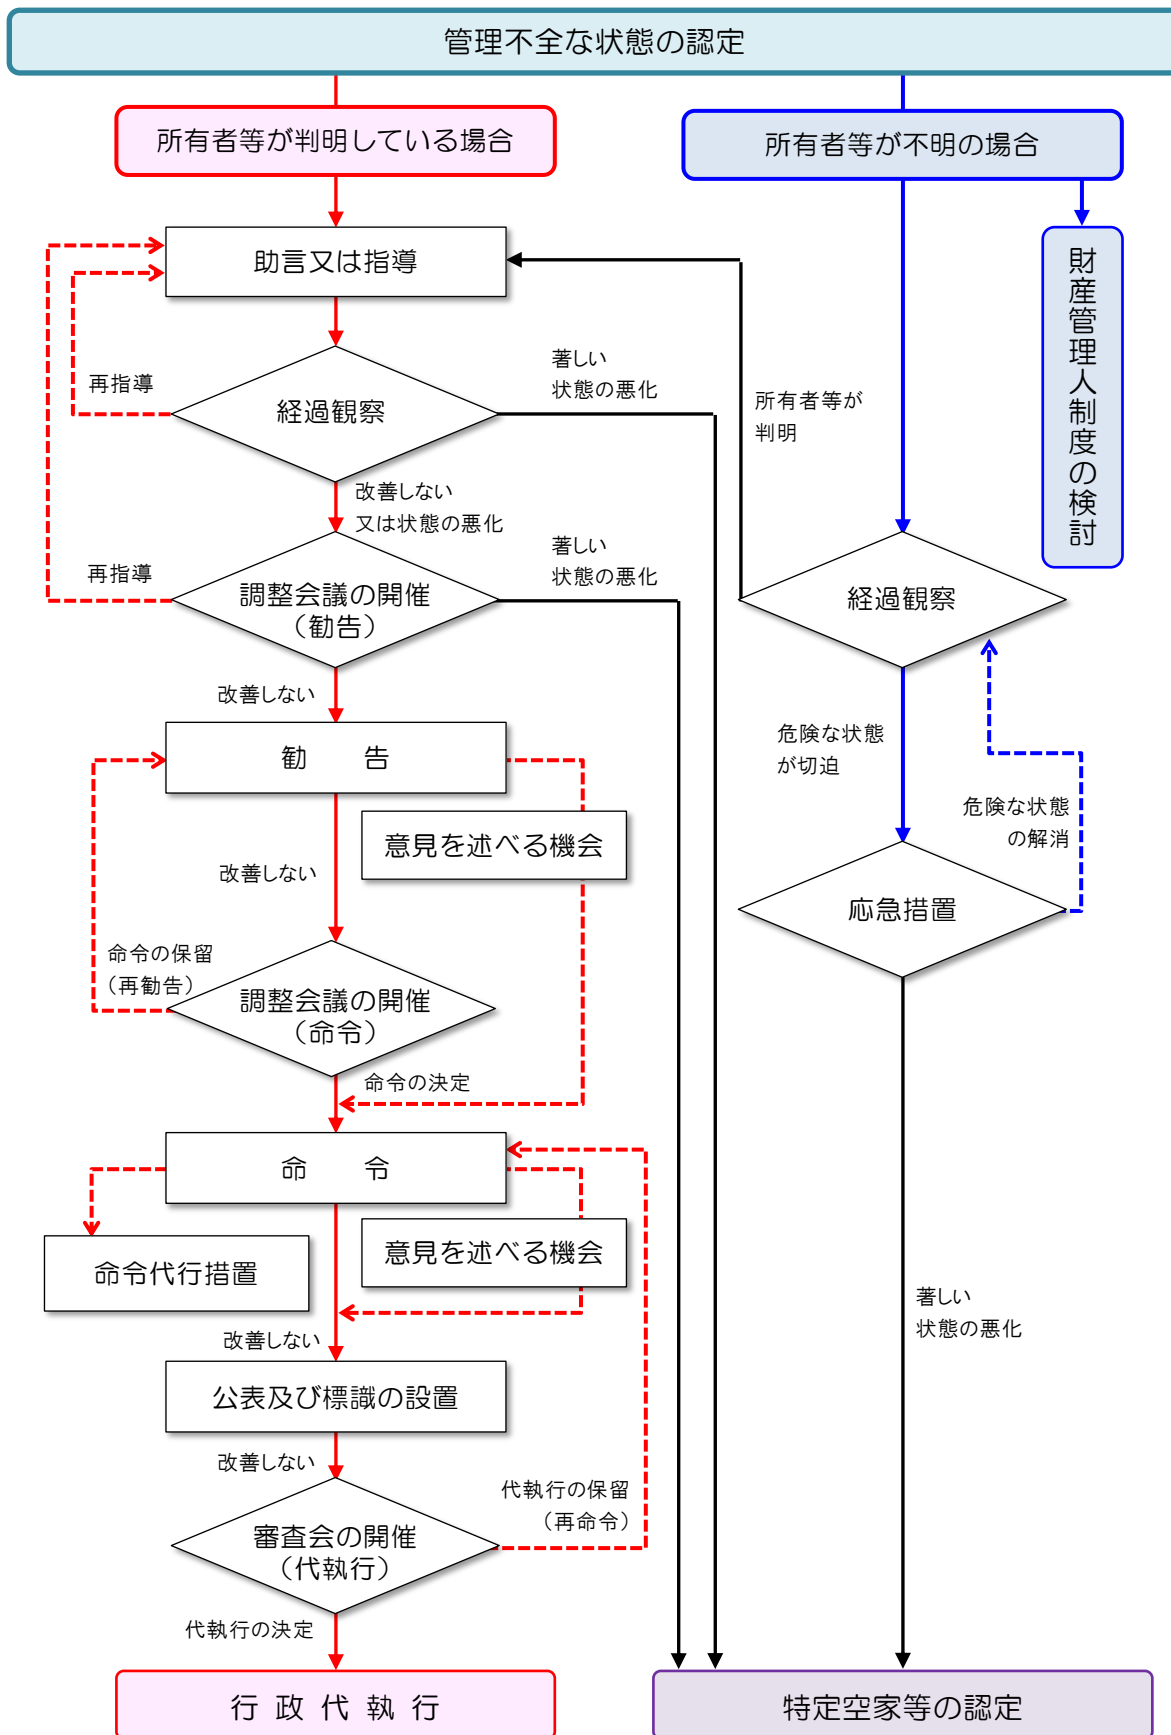 管理不全な状態の認定
所有者等が判明している場合
所有者等が不明の場合
助言又は指導
財産管理人制度の検討
再指導
経過観察
著しい
状態の悪化
所有者等が
判明
改善しない
又は状態の悪化
再指導
調整会議の開催
（勧告）
著しい
状態の悪化
経過観察
改善しない
勧　告
危険な状態
が切迫
意見を述べる機会
危険な状態
の解消
改善しない
応急措置
命令の保留
（再勧告）
調整会議の開催
（命令）
命令の決定
命　令
命令代行措置
意見を述べる機会
著しい
状態の悪化
改善しない
公表及び標識の設置
改善しない
代執行の保留
（再命令）
審査会の開催
（代執行）
代執行の決定
行 政 代 執 行
特定空家等の認定